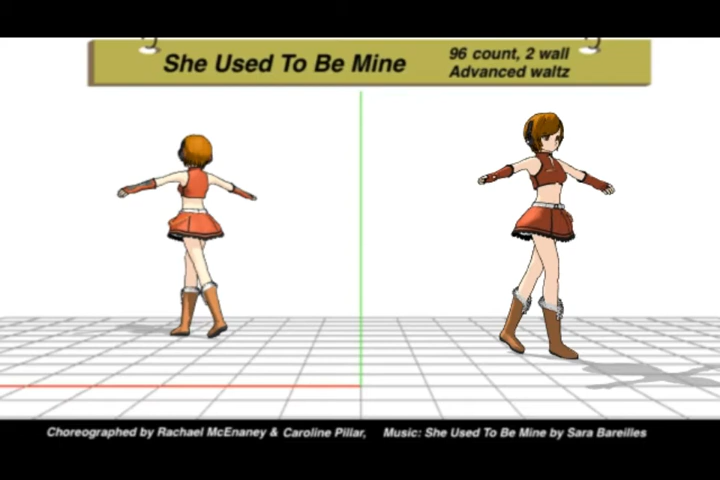 She Used To Be Mine
96 count, 2 wall
Advanced waltz
Choreographed by Rachael McEnaney & Caroline Pillar, Music: She Used To Be Mine by Sara Bareilles